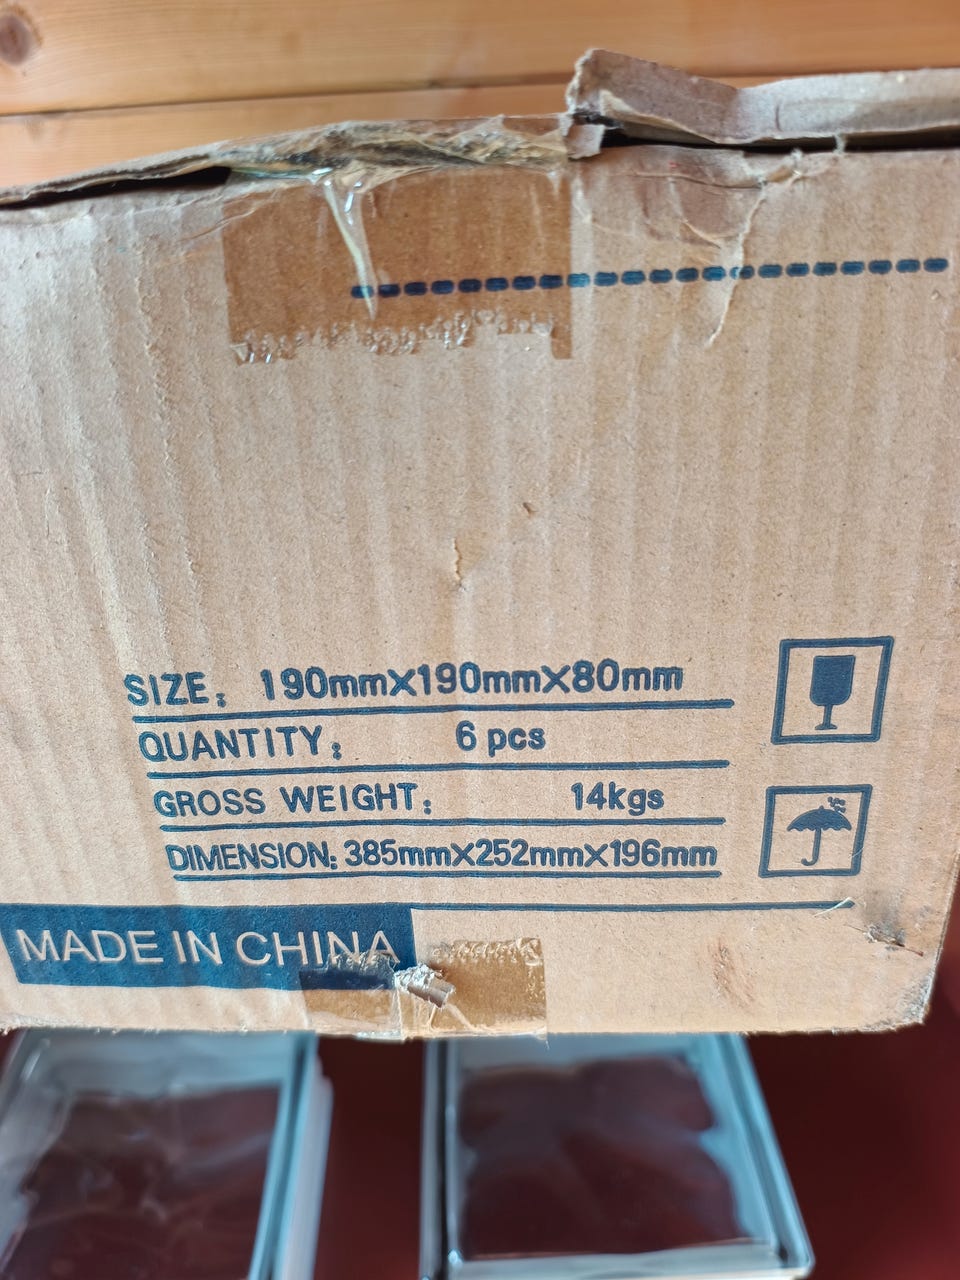 SIZE: 190mmX190mmX80mm
QUANTITY: 6 pcs
GROSS WEIGHT: 14kgs
DIMENSION: 385mmX252mmX196mm
MADE IN CHINA